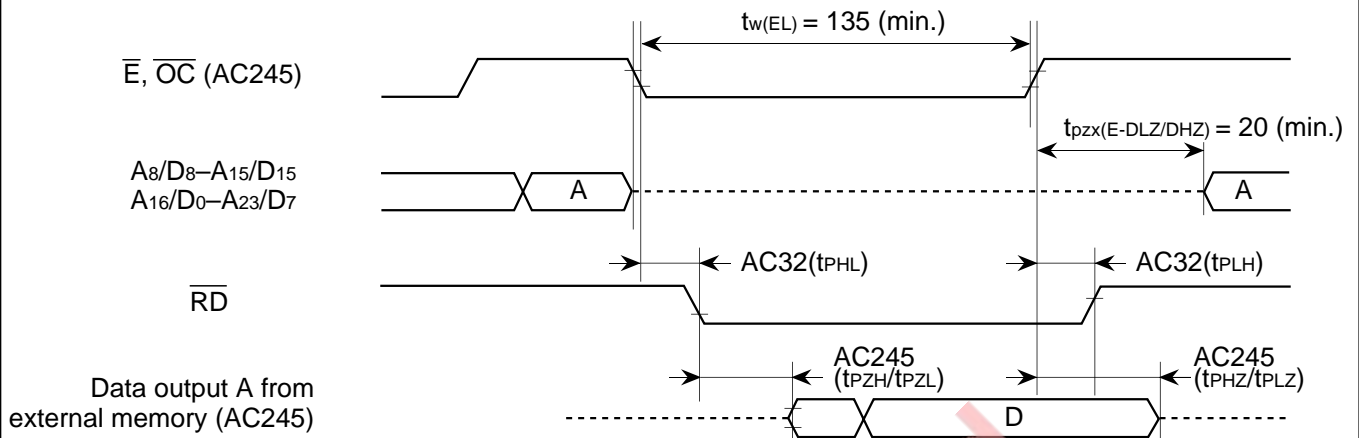 tw(EL) = 135 (min.)
E, OC (AC245)
tpzx(E-DLZ/DHZ) = 20 (min.)
A8/D8–A15/D15
A16/D0–A23/D7
A
A
AC32(tPHL)
AC32(tPLH)
RD
AC245
(tPZH/tPZL)
AC245
(tPHZ/tPLZ)
Data output A from
external memory (AC245)
D